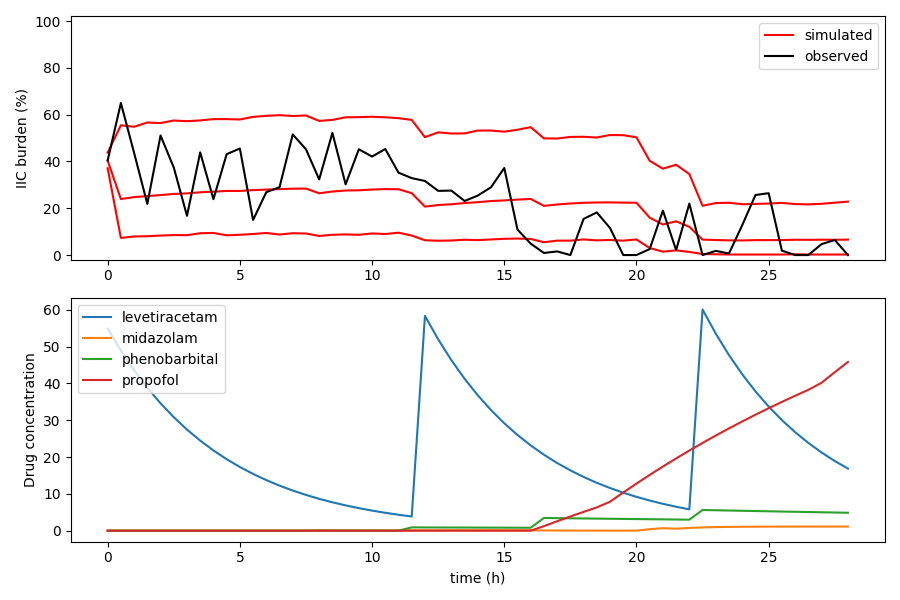 IIC burden (%)
100
80
60
40
20
0
simulated
observed
0 5 10 15 20 25
Drug concentration
60
50
40
30
20
10
0
levetiracetam
midazolam
phenobarbital
propofol
0 5 10 15 20 25
time (h)